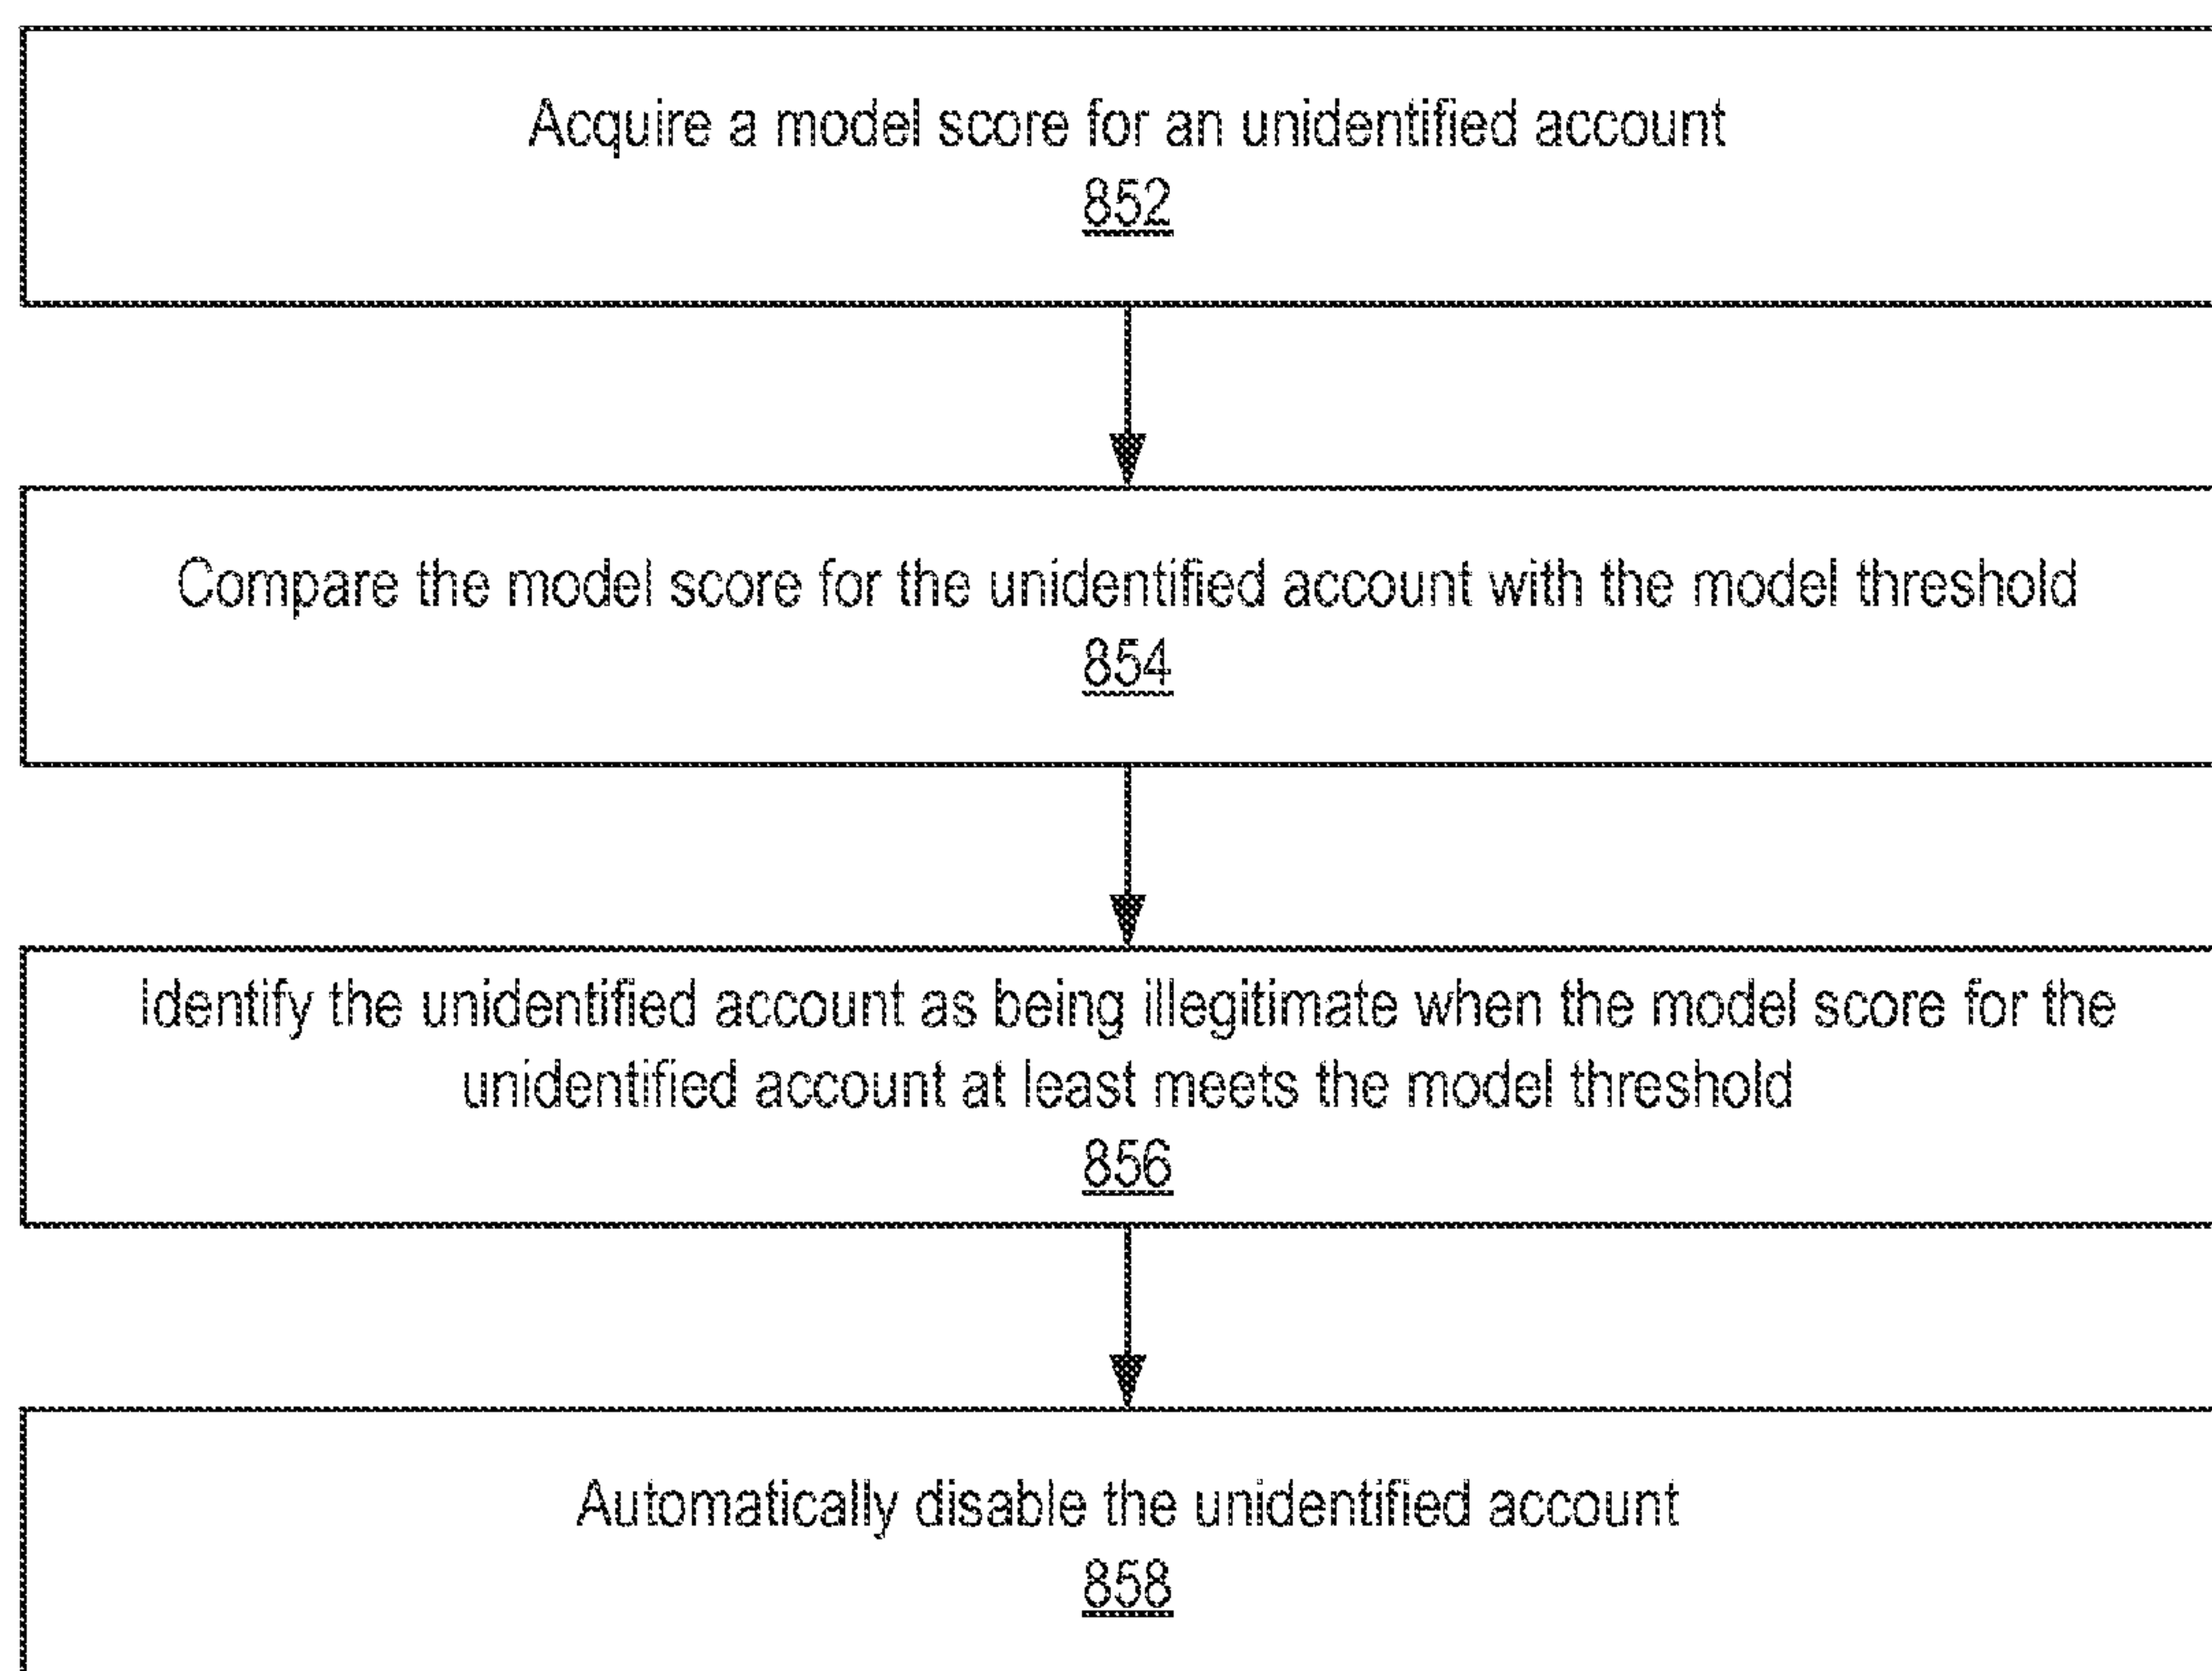 Acquire a model score for an unidentified account
852
Compare the model score for the unidentified account with the model threshold
854
Identify the unidentified account as being illegitimate when the model score for the
unidentified account at least meets the model threshold
856
Automatically disable the unidentified account
858